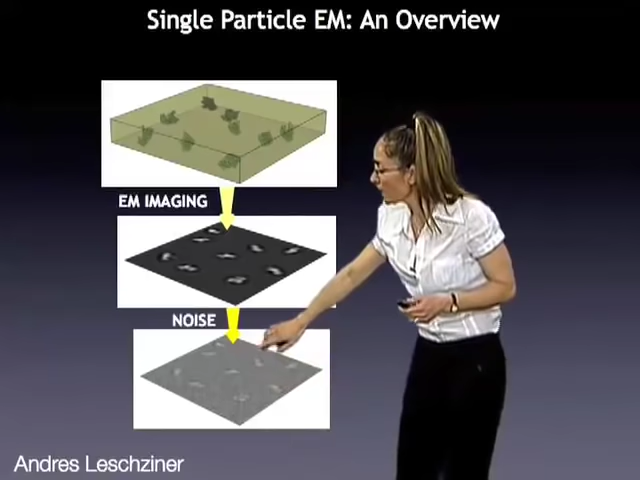 Single Particle EM: An Overview
EM IMAGING
NOISE
Andres Leschziner